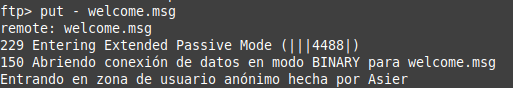 ftp> put - welcome.msg
remote: welcome.msg
229 Entering Extended Passive Mode (|||4488|)
150 Abriendo conexión de datos en modo BINARY para welcome.msg
Entrando en zona de usuario anónimo hecha por Asier